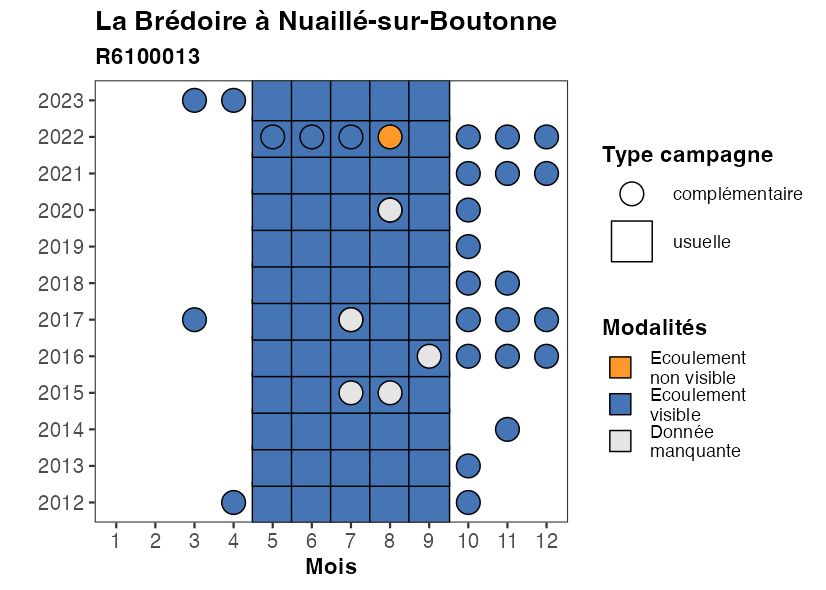 La Brédoire à Nuaillé-sur-Boutonne
R6100013
2023
2022
2021
2020
2019
2018
2017
2016
2015
2014
2013
2012
1 2 3 4 5 6 7 8 9 10 11 12
Mois
Type campagne
complémentaire
usuelle
Modalités
Ecoulement
non visible
Ecoulement
visible
Donnée
manquante